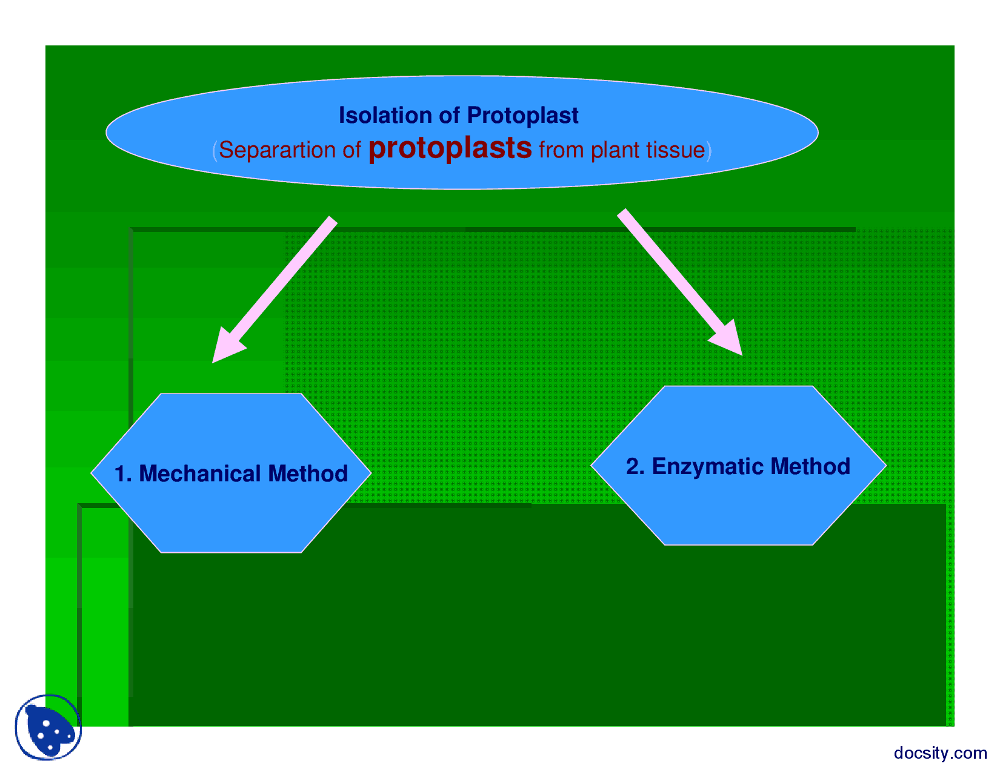 Isolation of Protoplast
(Separartion of protoplasts from plant tissue)
1. Mechanical Method
2. Enzymatic Method
docsity.com